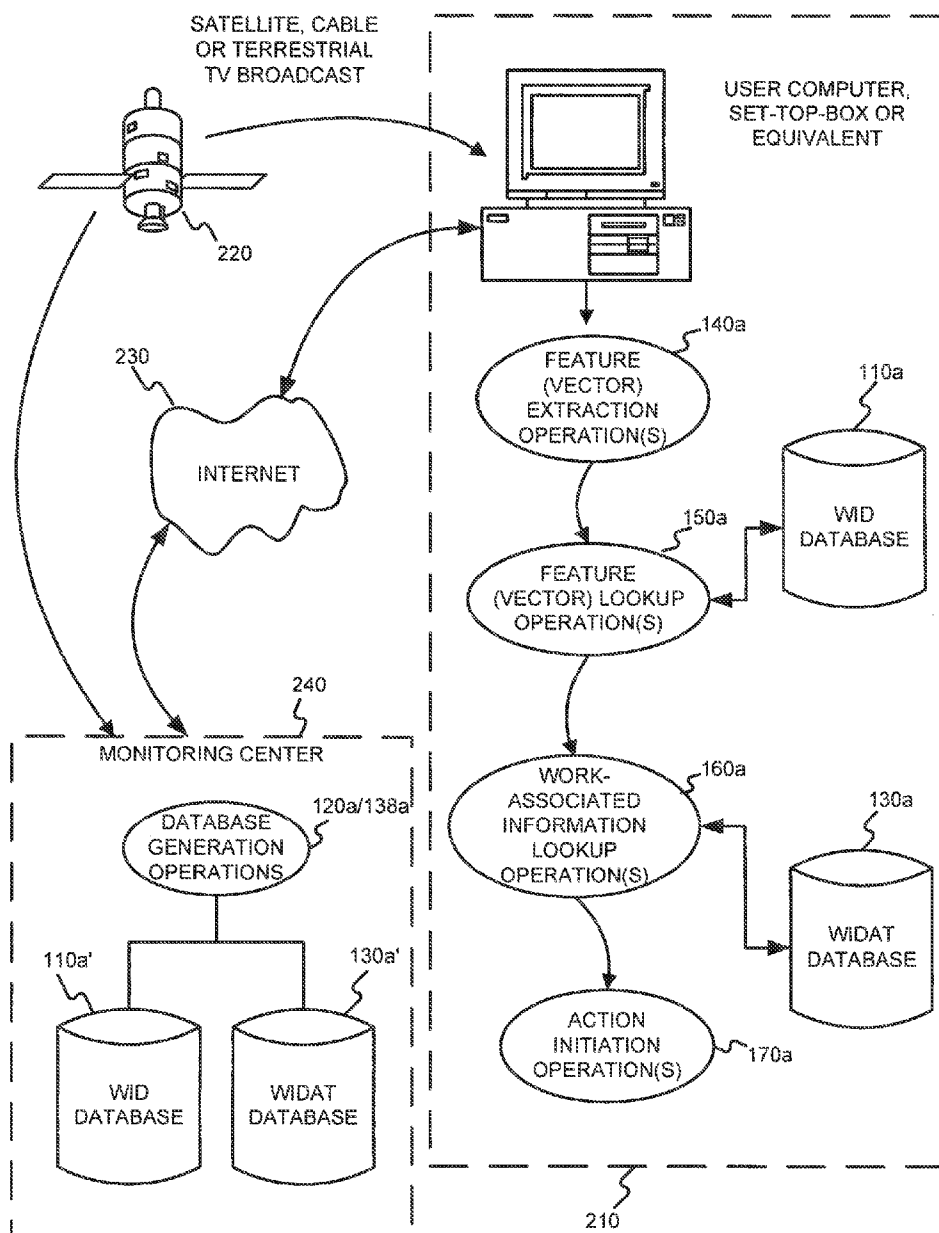 SATELLITE, CABLE
OR TERRESTRIAL
TV BROADCAST
220
USER COMPUTER,
SET-TOP-BOX OR
EQUIVALENT
230
INTERNET
140a
FEATURE
(VECTOR)
EXTRACTION
OPERATION(S)
110a
WID
DATABASE
150a
FEATURE
(VECTOR) LOOKUP
OPERATION(S)
240
MONITORING CENTER
120a/138a
DATABASE
GENERATION
OPERATIONS
110a'
WID
DATABASE
130a'
WIDAT
DATABASE
160a
WORK-
ASSOCIATED
INFORMATION
LOOKUP
OPERATION(S)
130a
WIDAT
DATABASE
ACTION
INITIATION
OPERATION(S)
170a
210